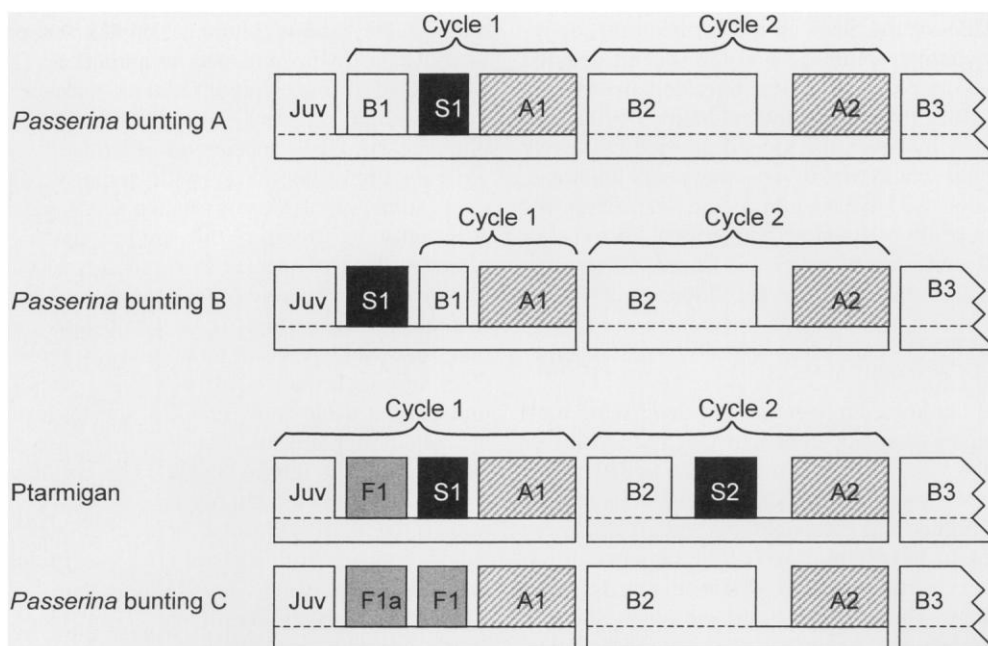 Cycle 1 Cycle 2
Passerina bunting A Juv B1 S1 A1 B2 A2 B3
Cycle 1 Cycle 2
Passerina bunting B Juv S1 B1 A1 B2 A2 B3
Cycle 1 Cycle 2
Ptarmigan Juv F1 S1 A1 B2 S2 A2 B3
Passerina bunting C Juv F1a F1 A1 B2 A2 B3